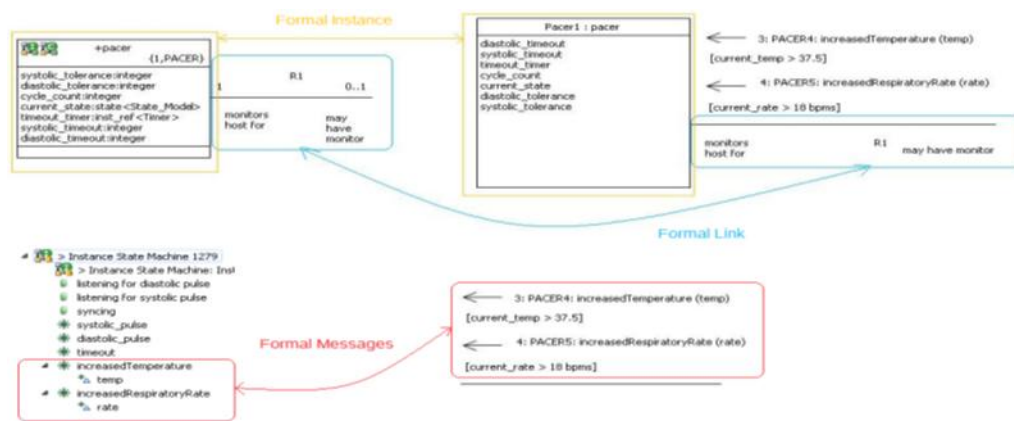 Formal Instance
+pacer
{1,PACER}
systolic_tolerance:integer
diastolic_tolerance:integer
cycle_count:integer
current_state:state<State_Model>
timeout_timer:inst_ref<Timer>
systolic_timeout:integer
diastolic_timeout:integer
R1
1 0..1
monitors may
host for have
monitor
Pacer1 : pacer
diastolic_timeout
systolic_timeout
timeout_timer
cycle_count
current_state
diastolic_tolerance
systolic_tolerance
3: PACER4: increasedTemperature (temp)
[current_temp > 37.5]
4: PACER5: increasedRespiratoryRate (rate)
[current_rate > 18 bpms]
monitors R1
host for may have monitor
Formal Link
> Instance State Machine 1279
> Instance State Machine: Inst
listening for diastolic pulse
listening for systolic pulse
syncing
systolic_pulse
diastolic_pulse
timeout
increasedTemperature
temp
increasedRespiratoryRate
rate
Formal Messages
3: PACER4: increasedTemperature (temp)
[current_temp > 37.5]
4: PACER5: increasedRespiratoryRate (rate)
[current_rate > 18 bpms]